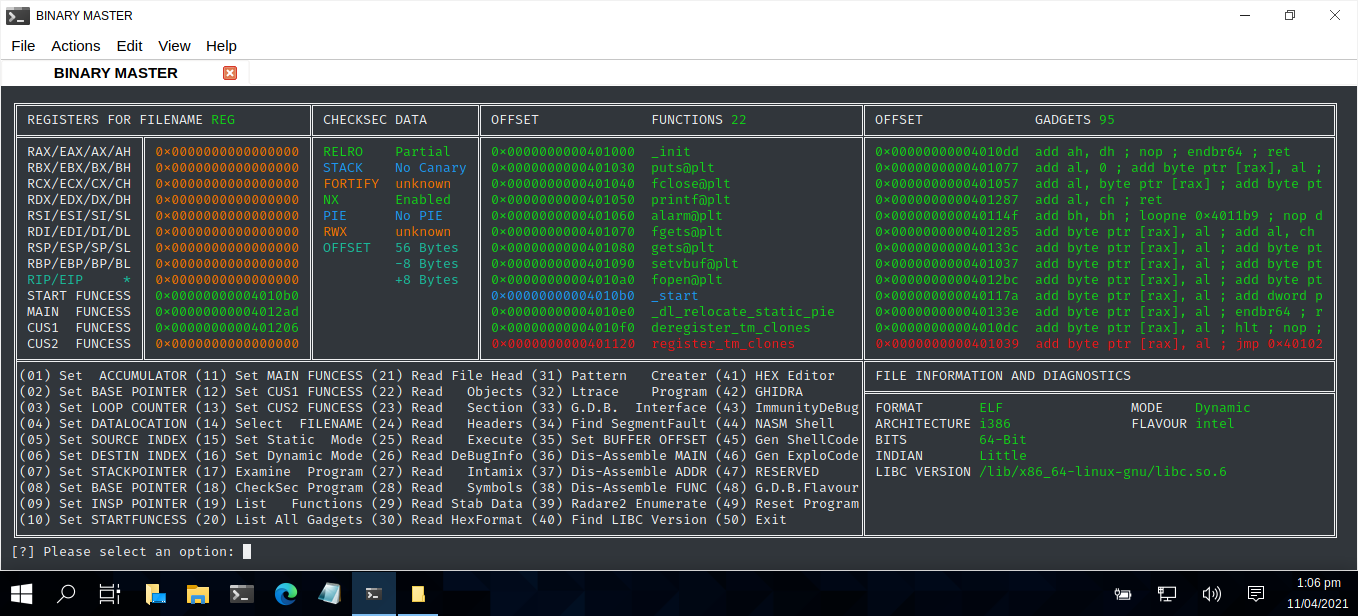 BINARY MASTER
File Actions Edit View Help
BINARY MASTER
REGISTERS FOR FILENAME REG CHECKSEC DATA OFFSET FUNCTIONS 22 OFFSET GADGETS 95
RAX/EAX/AX/AH 0x0000000000000000 RELRO Partial 0x0000000000401000 _init 0x00000000004010dd add ah, dh ; nop ; endbr64 ; ret
RBX/EBX/BX/BH 0x0000000000000000 STACK No Canary 0x0000000000401030 puts@plt 0x0000000000401077 add al, 0 ; add byte ptr [rax], al ;
RCX/ECX/CX/CH 0x0000000000000000 FORTIFY unknown 0x0000000000401040 fclose@plt 0x0000000000401057 add al, byte ptr [rax] ; add byte pt
RDX/EDX/DX/DH 0x0000000000000000 NX Enabled 0x0000000000401050 printf@plt 0x0000000000401287 add al, ch ; ret
RSI/ESI/SI/SL 0x0000000000000000 PIE No PIE 0x0000000000401060 alarm@plt 0x000000000040114f add bh, bh ; loopne 0x4011b9 ; nop d
RDI/EDI/DI/DL 0x0000000000000000 RWX unknown 0x0000000000401070 fgets@plt 0x0000000000401285 add byte ptr [rax], al ; add al, ch
RSP/ESP/SP/SL 0x0000000000000000 OFFSET 56 Bytes 0x0000000000401080 gets@plt 0x000000000040133c add byte ptr [rax], al ; add byte pt
RBP/EBP/BP/BL 0x0000000000000000 -8 Bytes 0x0000000000401090 setvbuf@plt 0x0000000000401037 add byte ptr [rax], al ; add byte pt
RIP/EIP * 0x0000000000000000 +8 Bytes 0x00000000004010a0 fopen@plt 0x00000000004012bc add byte ptr [rax], al ; add byte pt
START FUNCESS 0x00000000004010b0 0x00000000004010b0 _start 0x000000000040117a add byte ptr [rax], al ; add dword p
MAIN FUNCESS 0x00000000004012ad 0x00000000004010e0 _dl_relocate_static_pie 0x000000000040133e add byte ptr [rax], al ; endbr64 ; r
CUS1 FUNCESS 0x0000000000401206 0x00000000004010f0 deregister_tm_clones 0x00000000004010dc add byte ptr [rax], al ; hlt ; nop ;
CUS2 FUNCESS 0x0000000000000000 0x0000000000401120 register_tm_clones 0x0000000000401039 add byte ptr [rax], al ; jmp 0x40102
(01) Set ACCUMULATOR (11) Set MAIN FUNCESS (21) Read File Head (31) Pattern Creater (41) HEX Editor FILE INFORMATION AND DIAGNOSTICS
(02) Set BASE POINTER (12) Set CUS1 FUNCESS (22) Read Objects (32) Ltrace Program (42) GHIDRA
(03) Set LOOP COUNTER (13) Set CUS2 FUNCESS (23) Read Section (33) G.D.B. Interface (43) ImmunityDeBug FORMAT ELF MODE Dynamic
(04) Set DATALOCATION (14) Select FILENAME (24) Read Headers (34) Find SegmentFault (44) NASM Shell ARCHITECTURE i386 FLAVOUR intel
(05) Set SOURCE INDEX (15) Set Static Mode (25) Read Execute (35) Set BUFFER OFFSET (45) Gen ShellCode BITS 64-Bit
(06) Set DESTIN INDEX (16) Set Dynamic Mode (26) Read DeBugInfo (36) Dis-Assemble MAIN (46) Gen ExploCode INDIAN Little
(07) Set STACKPOINTER (17) Examine Program (27) Read Intamix (37) Dis-Assemble ADDR (47) RESERVED LIBC VERSION /lib/x86_64-linux-gnu/libc.so.6
(08) Set BASE POINTER (18) CheckSec Program (28) Read Symbols (38) Dis-Assemble FUNC (48) G.D.B.Flavour
(09) Set INSP POINTER (19) List Functions (29) Read Stab Data (39) Radare2 Enumerate (49) Reset Program
(10) Set STARTFUNCESS (20) List All Gadgets (30) Read HexFormat (40) Find LIBC Version (50) Exit
[?] Please select an option:
1:06 pm
11/04/2021